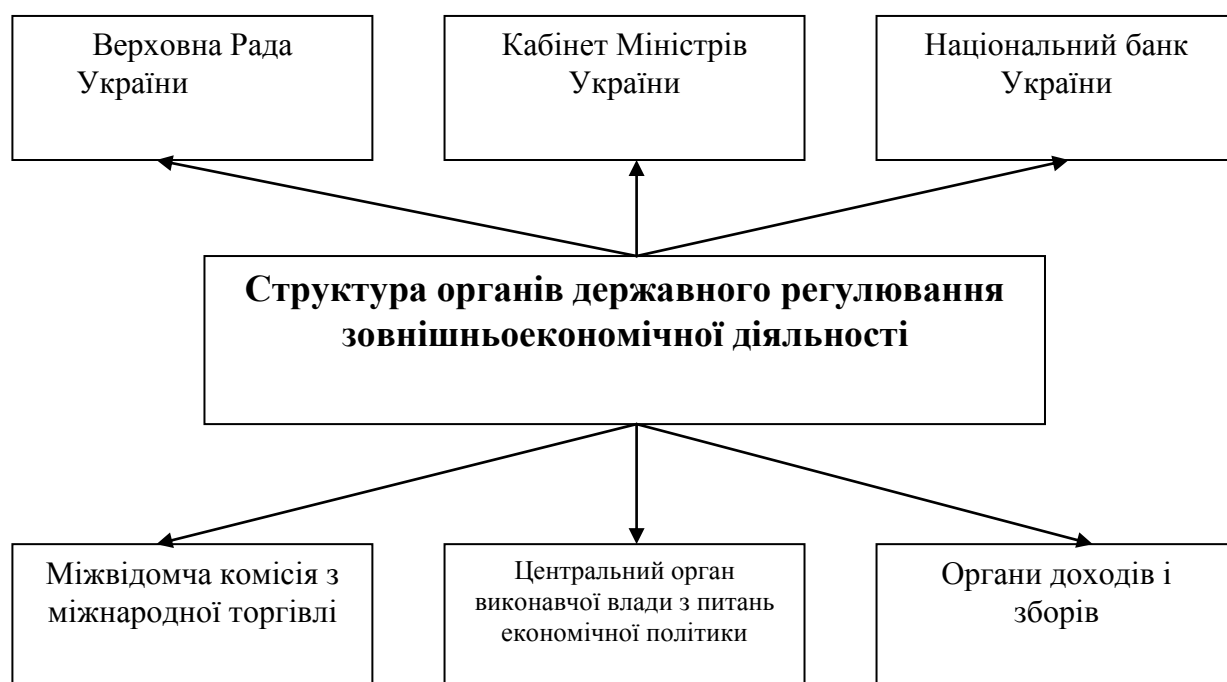 Верховна Рада
України
Кабінет Міністрів
України
Національний банк
України
Структура органів державного регулювання
зовнішньоекономічної діяльності
Міжвідомча комісія з
міжнародної торгівлі
Центральний орган
виконавчої влади з питань
економічної політики
Органи доходів і
зборів